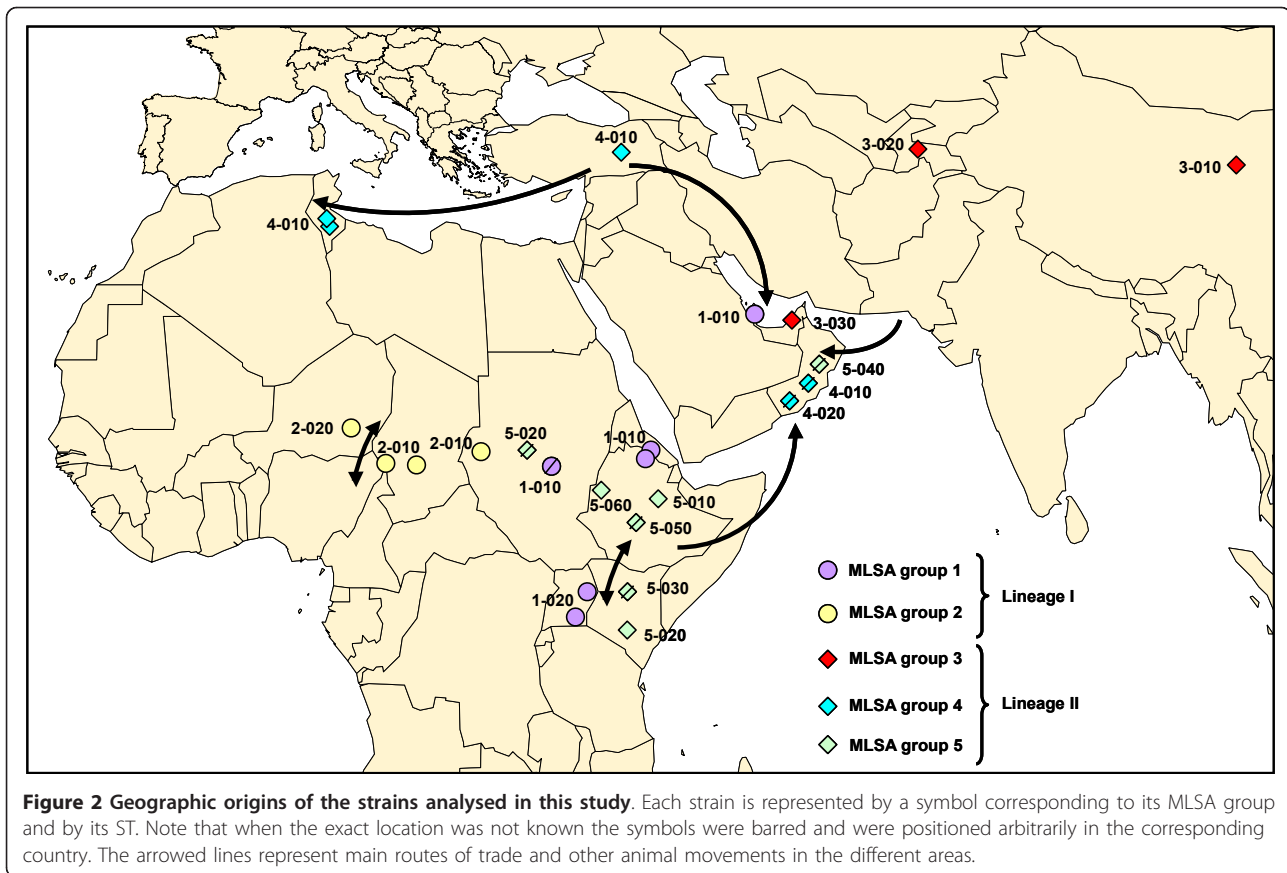 4-010
3-020
3-010
4-010
1-010
3-030
5-040
4-010
4-020
2-020
2-010
2-010
5-020
1-010
1-010
5-060
5-010
5-050
1-020
5-030
5-020
MLSA group 1
MLSA group 2
Lineage I
MLSA group 3
MLSA group 4
Lineage II
MLSA group 5
Figure 2 Geographic origins of the strains analysed in this study. Each strain is represented by a symbol corresponding to its MLSA group
and by its ST. Note that when the exact location was not known the symbols were barred and were positioned arbitrarily in the corresponding
country. The arrowed lines represent main routes of trade and other animal movements in the different areas.